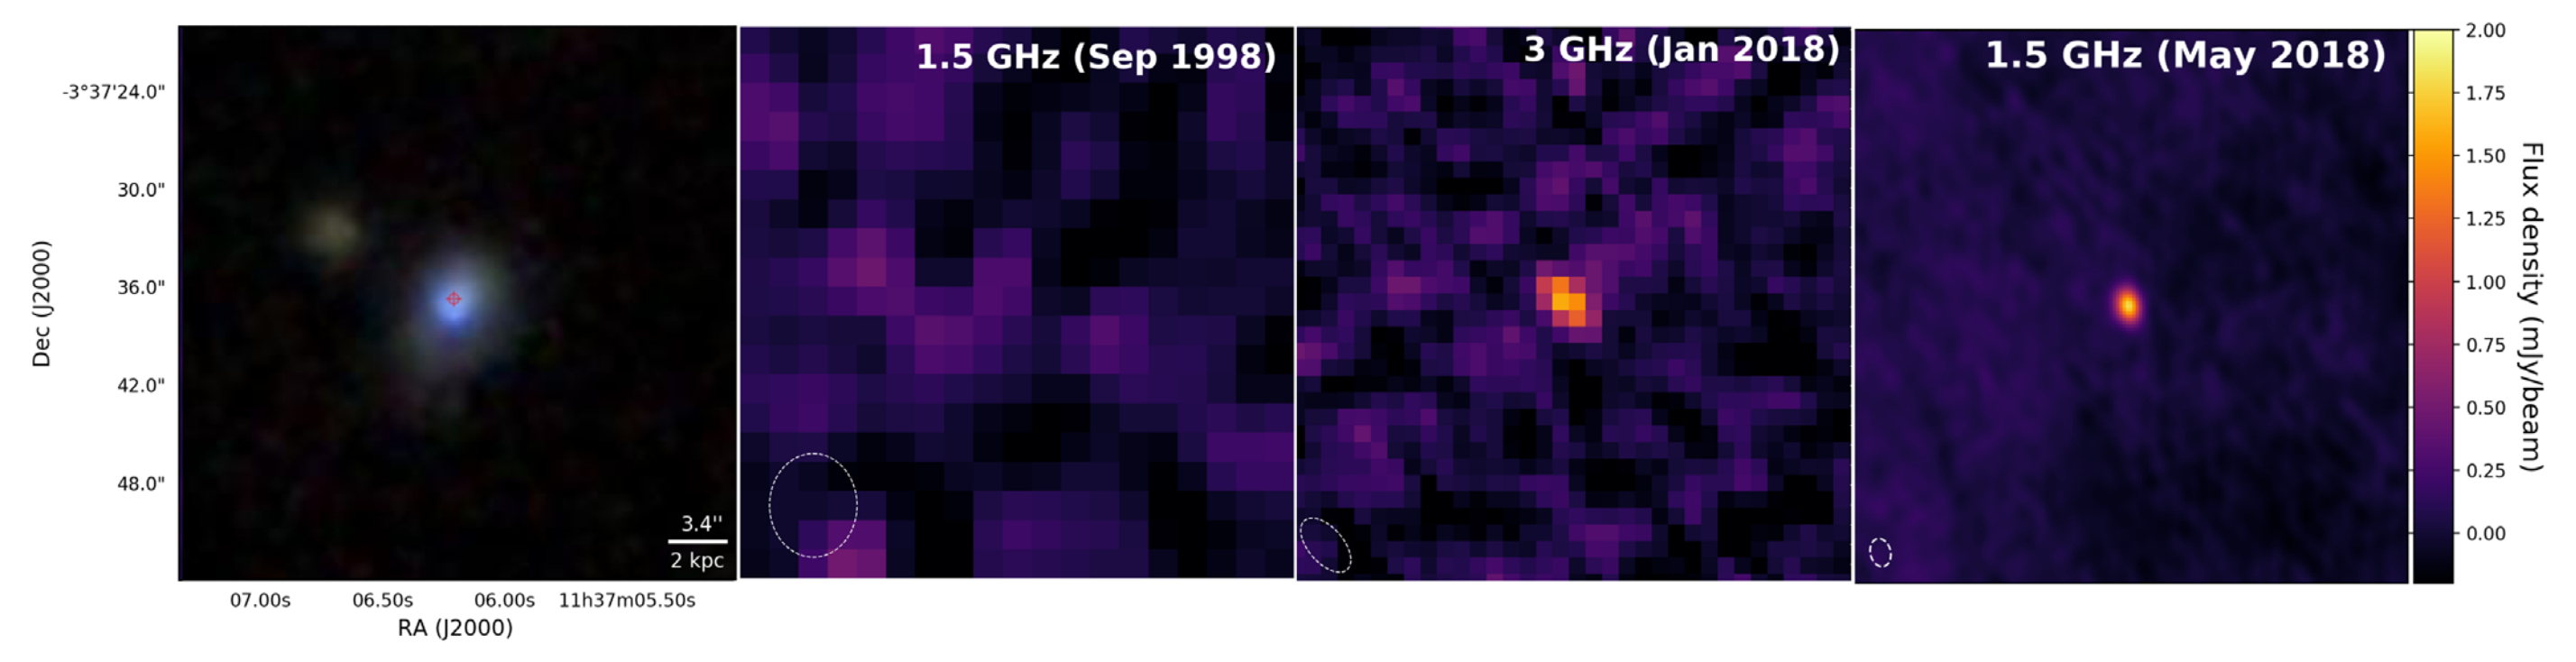 1.5 GHz (Sep 1998)
3 GHz (Jan 2018)
1.5 GHz (May 2018)
-3°37'24.0"
30.0"
36.0"
42.0"
48.0"
Dec (J2000)
3.4''
2 kpc
07.00s
06.50s
06.00s
11h37m05.50s
RA (J2000)
2.00
1.75
1.50
1.25
1.00
0.75
0.50
0.25
0.00
Flux density (mJy/beam)